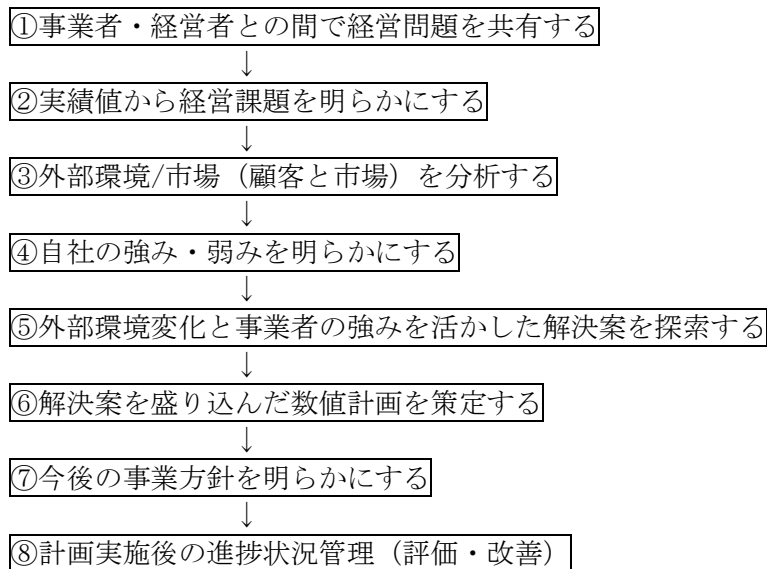 ①事業者・経営者との間で経営問題を共有する
↓
②実績値から経営課題を明らかにする
↓
③外部環境/市場（顧客と市場）を分析する
↓
④自社の強み・弱みを明らかにする
↓
⑤外部環境変化と事業者の強みを活かした解決案を探索する
↓
⑥解決案を盛り込んだ数値計画を策定する
↓
⑦今後の事業方針を明らかにする
↓
⑧計画実施後の進捗状況管理（評価・改善）